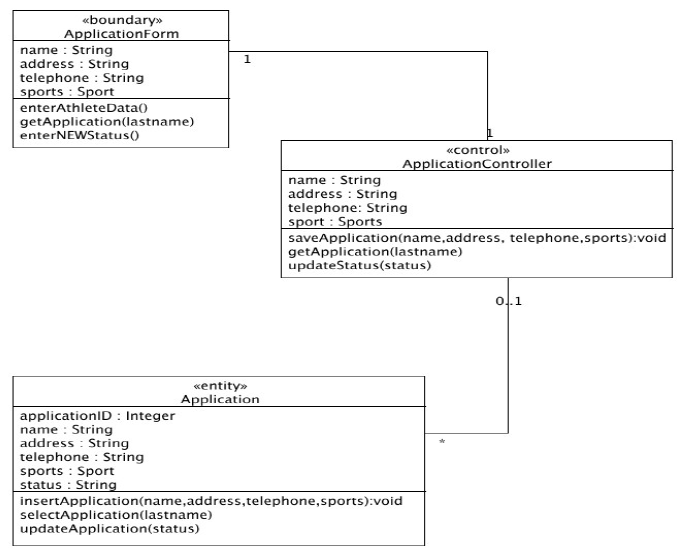 «boundary»
ApplicationForm
name : String
address : String
telephone : String
sports : Sport
enterAthleteData()
getApplication(lastname)
enterNEWStatus()
1
1
«control»
ApplicationController
name : String
address : String
telephone: String
sport : Sports
saveApplication(name,address, telephone,sports):void
getApplication(lastname)
updateStatus(status)
0..1
«entity»
Application
applicationID : Integer
name : String
address : String
telephone : String
sports : Sport
status : String
*
insertApplication(name,address,telephone,sports):void
selectApplication(lastname)
updateApplication(status)